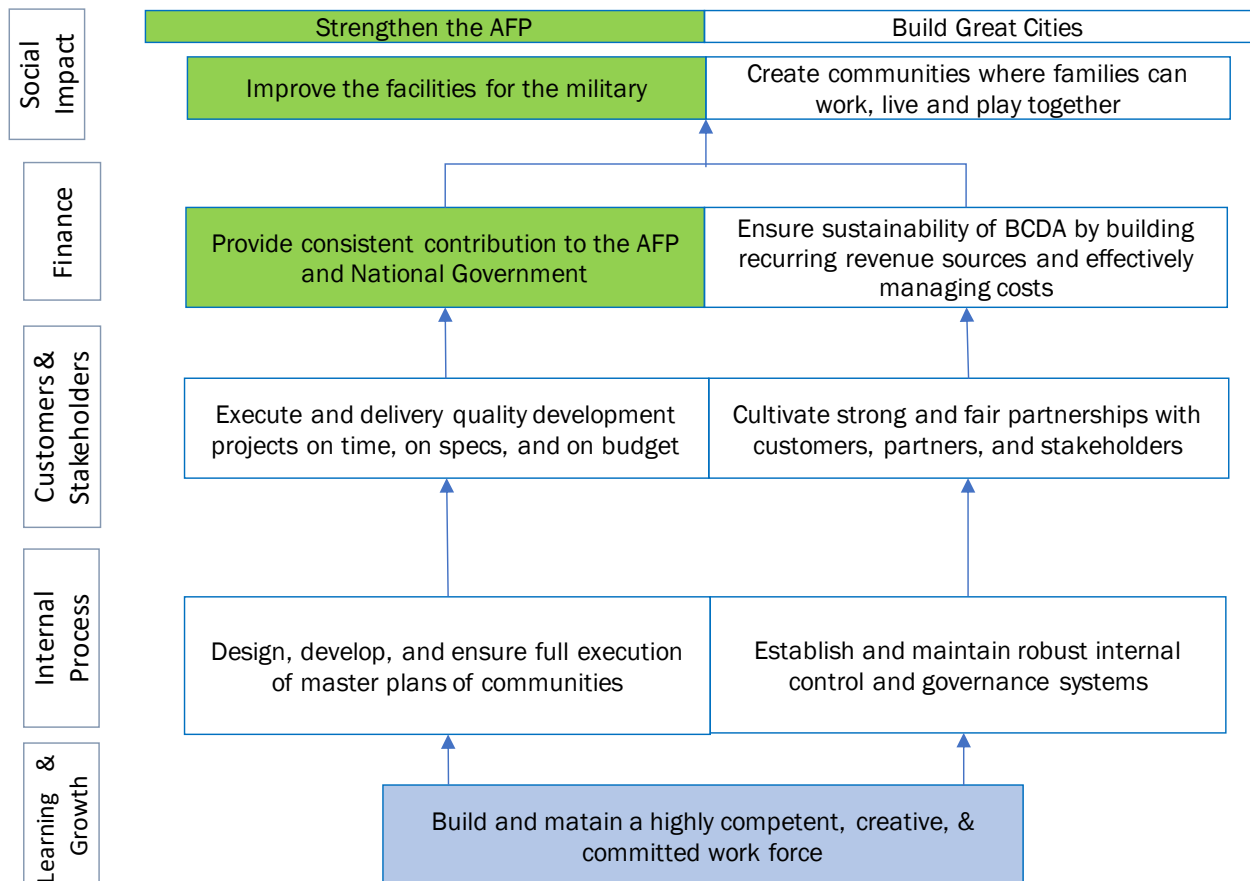 Social
Impact
Strengthen the AFP
Build Great Cities
Improve the facilities for the military
Create communities where families can
work, live and play together
Finance
Provide consistent contribution to the AFP
and National Government
Ensure sustainability of BCDA by building
recurring revenue sources and effectively
managing costs
Customers &
Stakeholders
Execute and delivery quality development
projects on time, on specs, and on budget
Cultivate strong and fair partnerships with
customers, partners, and stakeholders
Internal
Process
Design, develop, and ensure full execution
of master plans of communities
Establish and maintain robust internal
control and governance systems
Learning &
Growth
Build and matain a highly competent, creative, &
committed work force